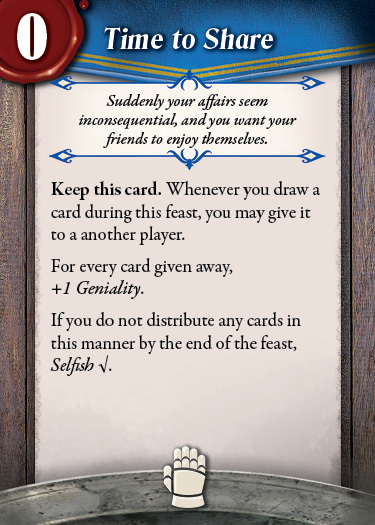 0
Time to Share
Suddenly your affairs seem
inconsequential, and you want your
friends to enjoy themselves.
Keep this card. Whenever you draw a
card during this feast, you may give it
to a another player.
For every card given away,
+1 Geniality.
If you do not distribute any cards in
this manner by the end of the feast,
Selfish √.